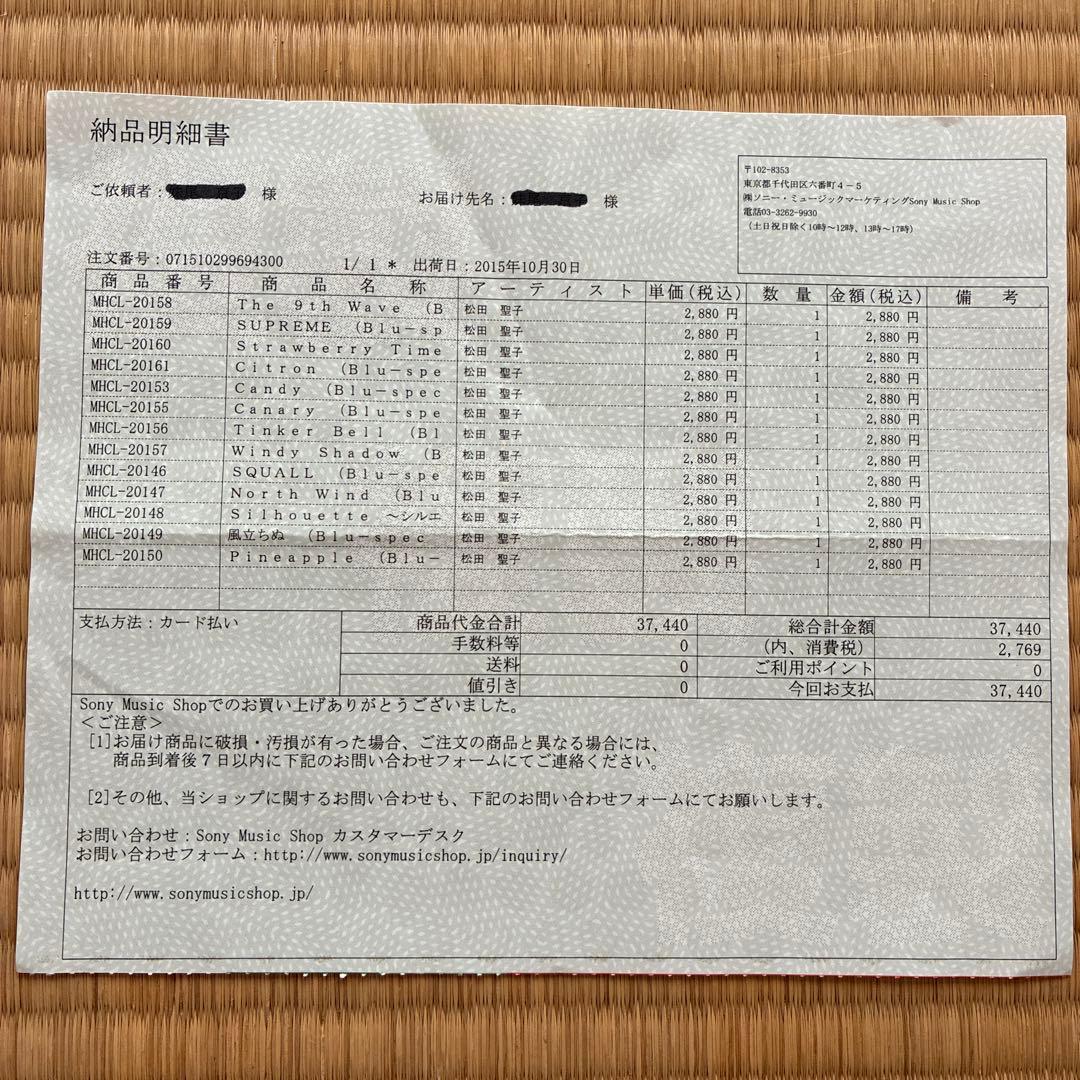 納品明細書
ご依頼者: 様
お届け先名: 様
〒102-8353
東京都千代田区六番町4-5
㈱ソニー・ミュージックマーケティングSony Music Shop
電話03-3262-9930
(土日祝日除く10時~12時、13時~17時)
注文番号:071510299694300 1/ 1 * 出荷日:2015年10月30日
商品番号 商品名称 アーティスト 単価(税込) 数量 金額(税込) 備考
MHCL-20158 The 9th Wave (B 松田 聖子 2,880 円 1 2,880 円
MHCL-20159 SUPREME (Blu-sp 松田 聖子 2,880 円 1 2,880 円
MHCL-20160 Strawberry Time 松田 聖子 2,880 円 1 2,880 円
MHCL-20161 Citron (Blu-spe 松田 聖子 2,880 円 1 2,880 円
MHCL-20153 Candy (Blu-spec 松田 聖子 2,880 円 1 2,880 円
MHCL-20155 Canary (Blu-spe 松田 聖子 2,880 円 1 2,880 円
MHCL-20156 Tinker Bell (Bl 松田 聖子 2,880 円 1 2,880 円
MHCL-20157 Windy Shadow (B 松田 聖子 2,880 円 1 2,880 円
MHCL-20146 SQUALL (Blu-spe 松田 聖子 2,880 円 1 2,880 円
MHCL-20147 North Wind (Blu 松田 聖子 2,880 円 1 2,880 円
MHCL-20148 Silhouette ~シルエ 松田 聖子 2,880 円 1 2,880 円
MHCL-20149 風立ちぬ (Blu-spec 松田 聖子 2,880 円 1 2,880 円
MHCL-20150 Pineapple (Blu- 松田 聖子 2,880 円 1 2,880 円
支払方法:カード払い 商品代金合計 37,440 総合計金額 37,440
手数料等 0 (内、消費税) 2,769
送料 0 ご利用ポイント 0
値引き 0 今回お支払 37,440
Sony Music Shopでのお買い上げありがとうございました。
<ご注意>
[1]お届け商品に破損・汚損が有った場合、ご注文の商品と異なる場合には、
商品到着後7日以内に下記のお問い合わせフォームにてご連絡ください。
[2]その他、当ショップに関するお問い合わせも、下記のお問い合わせフォームにてお願いします。
お問い合わせ:Sony Music Shop カスタマーデスク
お問い合わせフォーム:http://www.sonymusicshop.jp/inquiry/
http://www.sonymusicshop.jp/